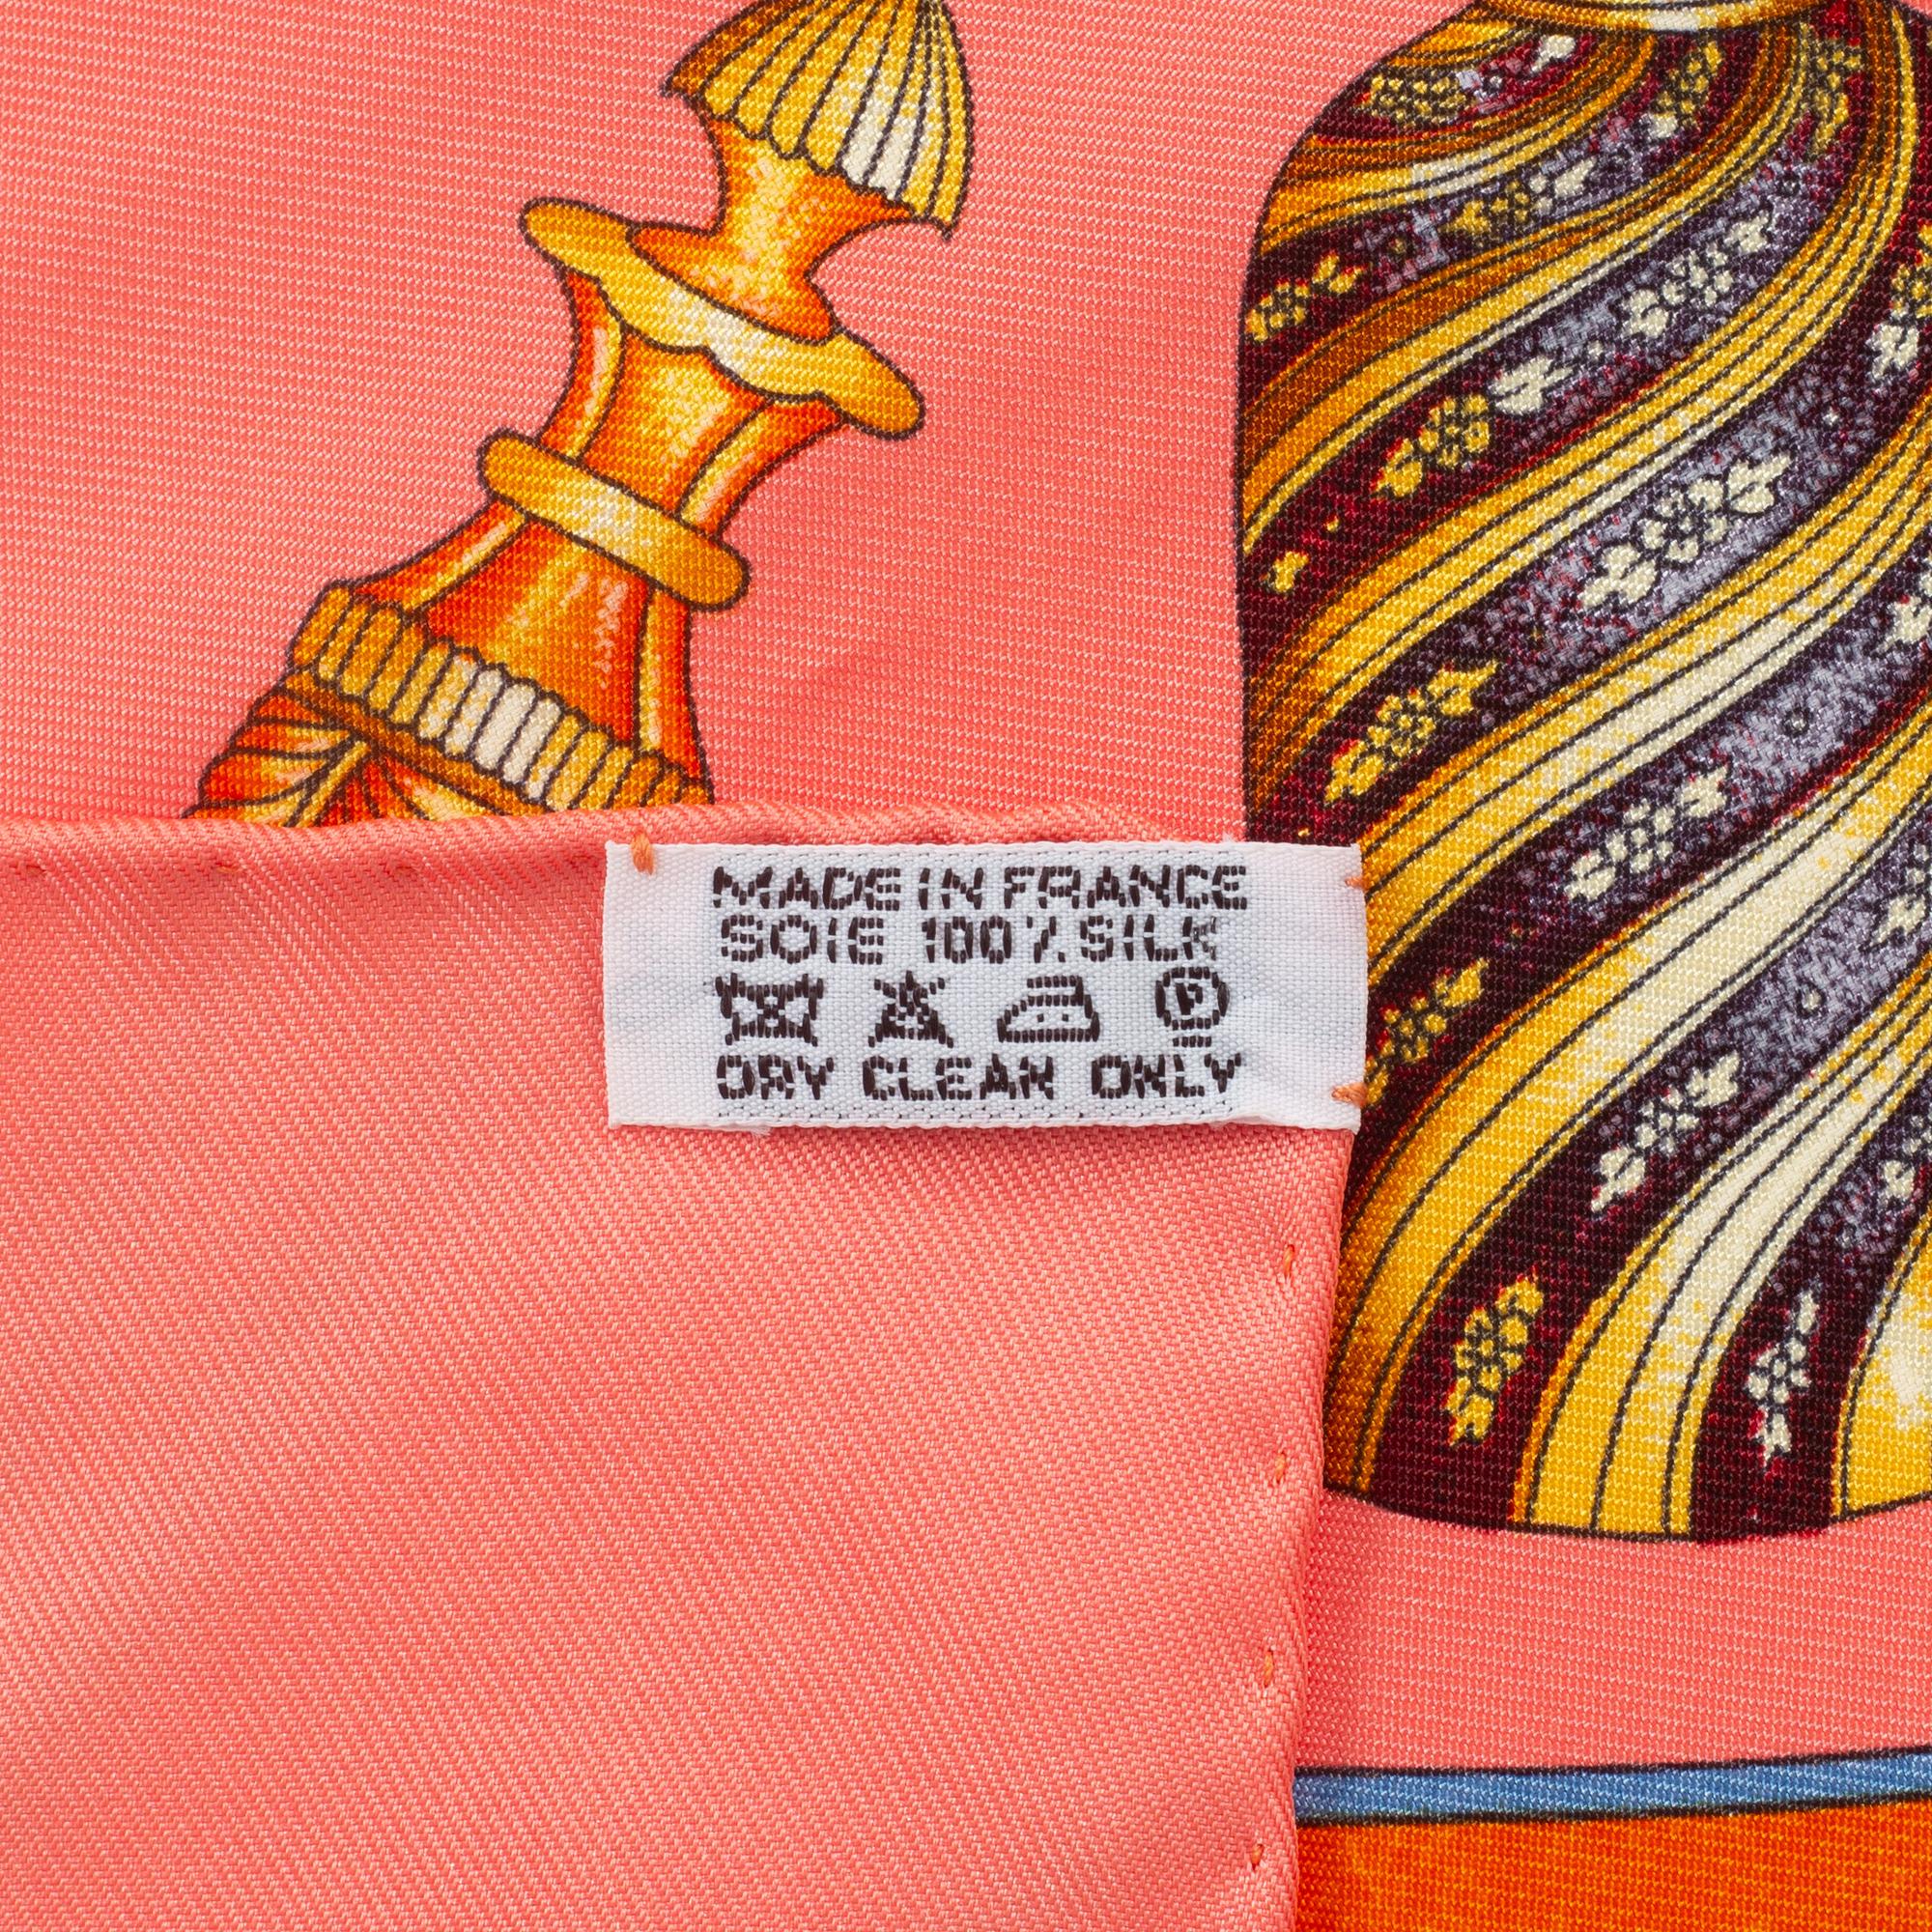 MADE IN FRANCE
SOIE 100% SILK
P
DRY CLEAN ONLY